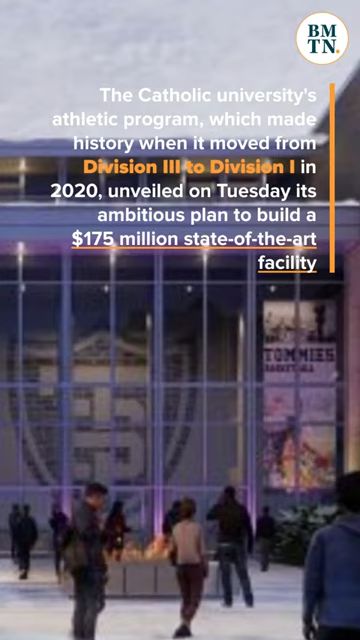 BM
TN.
The Catholic university's
athletic program, which made
history when it moved from
Division III to Division I in
2020, unveiled on Tuesday its
ambitious plan to build a
$175 million state-of-the-art
facility
TOMMIES
BASKETBALL